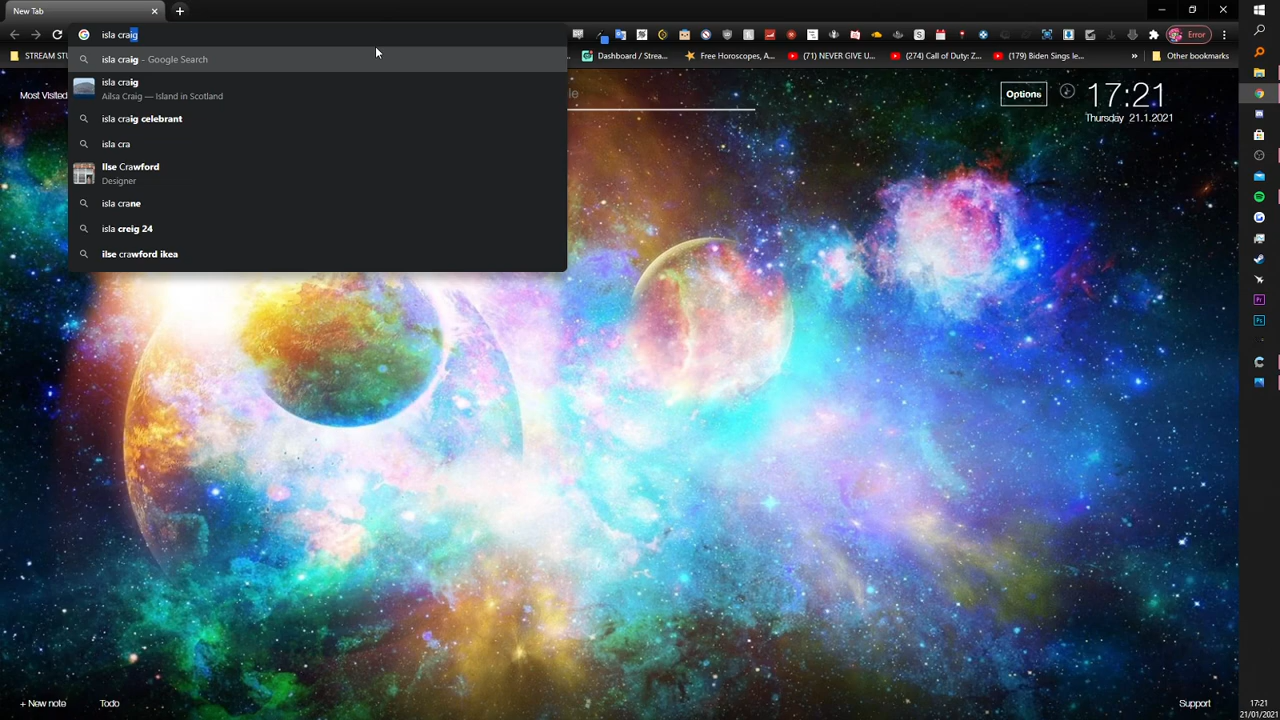 New Tab
isla craig
Error
STREAM STU
Dashboard / Strea...
Free Horoscopes, A...
(71) NEVER GIVE U...
(274) Call of Duty: Z...
(179) Biden Sings le...
»
Other bookmarks
isla craig - Google Search
isla craig
Ailsa Craig — Island in Scotland
isla craig celebrant
isla cra
Ilse Crawford
Designer
isla crane
isla creig 24
ilse crawford ikea
Most Visited
Options
17:21
Thursday 21.1.2021
+ New note
Todo
Support
17:21
21/01/2021